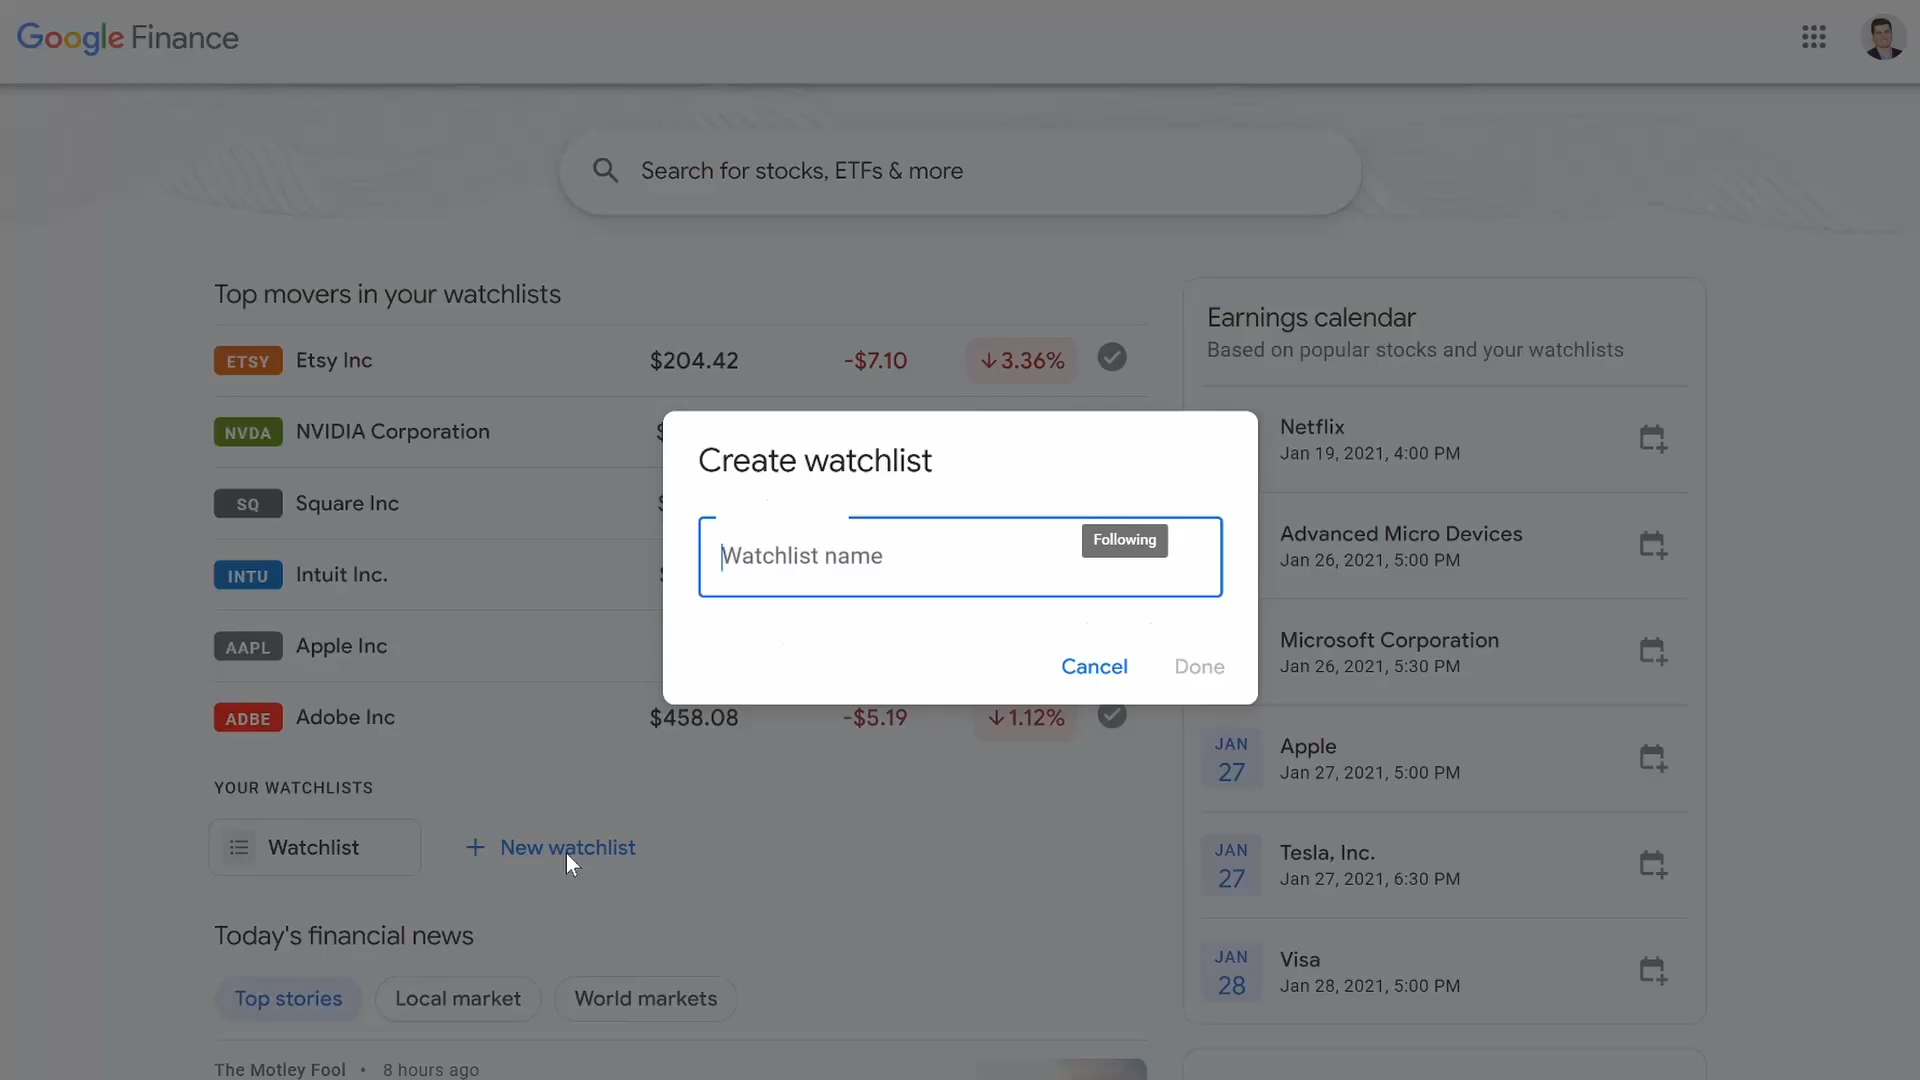 Google Finance
Search for stocks, ETFs & more
Top movers in your watchlists
ETSY Etsy Inc $204.42 -$7.10 ↓3.36%
NVDA NVIDIA Corporation
SQ Square Inc
INTU Intuit Inc.
AAPL Apple Inc
ADBE Adobe Inc $458.08 -$5.19 ↓1.12%
Create watchlist
Watchlist name
Following
Cancel Done
YOUR WATCHLISTS
Watchlist
+ New watchlist
Today's financial news
Top stories Local market World markets
The Motley Fool • 8 hours ago
Earnings calendar
Based on popular stocks and your watchlists
Netflix
Jan 19, 2021, 4:00 PM
Advanced Micro Devices
Jan 26, 2021, 5:00 PM
Microsoft Corporation
Jan 26, 2021, 5:30 PM
JAN
27
Apple
Jan 27, 2021, 5:00 PM
JAN
27
Tesla, Inc.
Jan 27, 2021, 6:30 PM
JAN
28
Visa
Jan 28, 2021, 5:00 PM